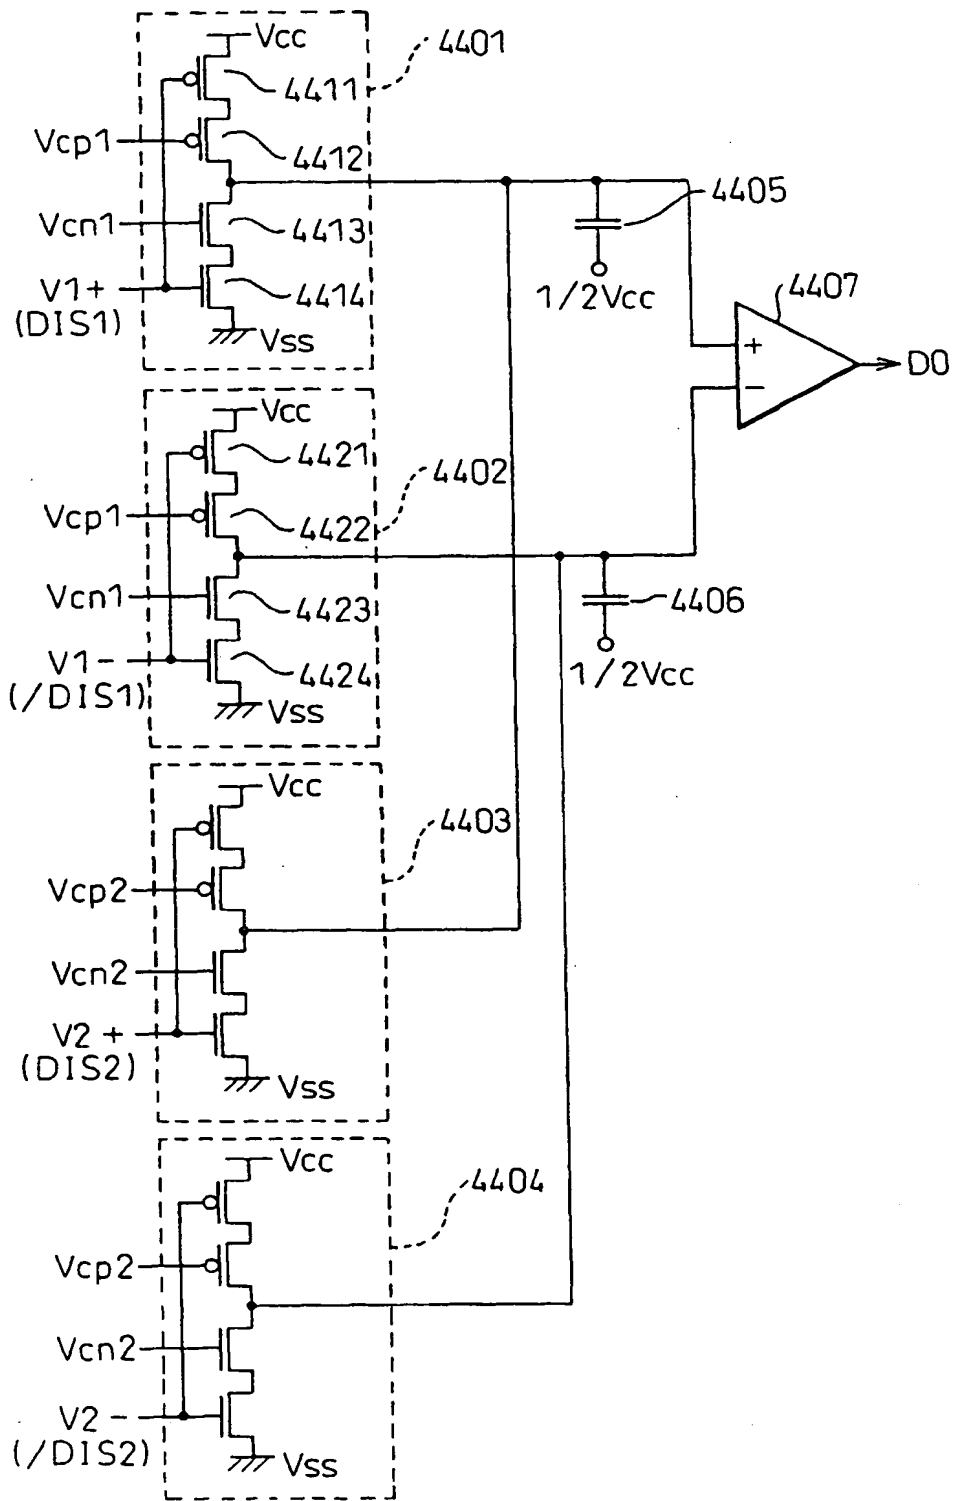 Vcc
4401
4411
Vcp1
4412
4405
Vcn1
4413
V1+
4414
1/2Vcc
4407
(DIS1)
Vss
+
DO
−
Vcc
4421
4402
Vcp1
4422
Vcn1
4423
4406
V1−
4424
1/2Vcc
(/DIS1)
Vss
Vcc
4403
Vcp2
Vcn2
V2 +
(DIS2)
Vss
Vcc
4404
Vcp2
Vcn2
V2 −
(/DIS2)
Vss